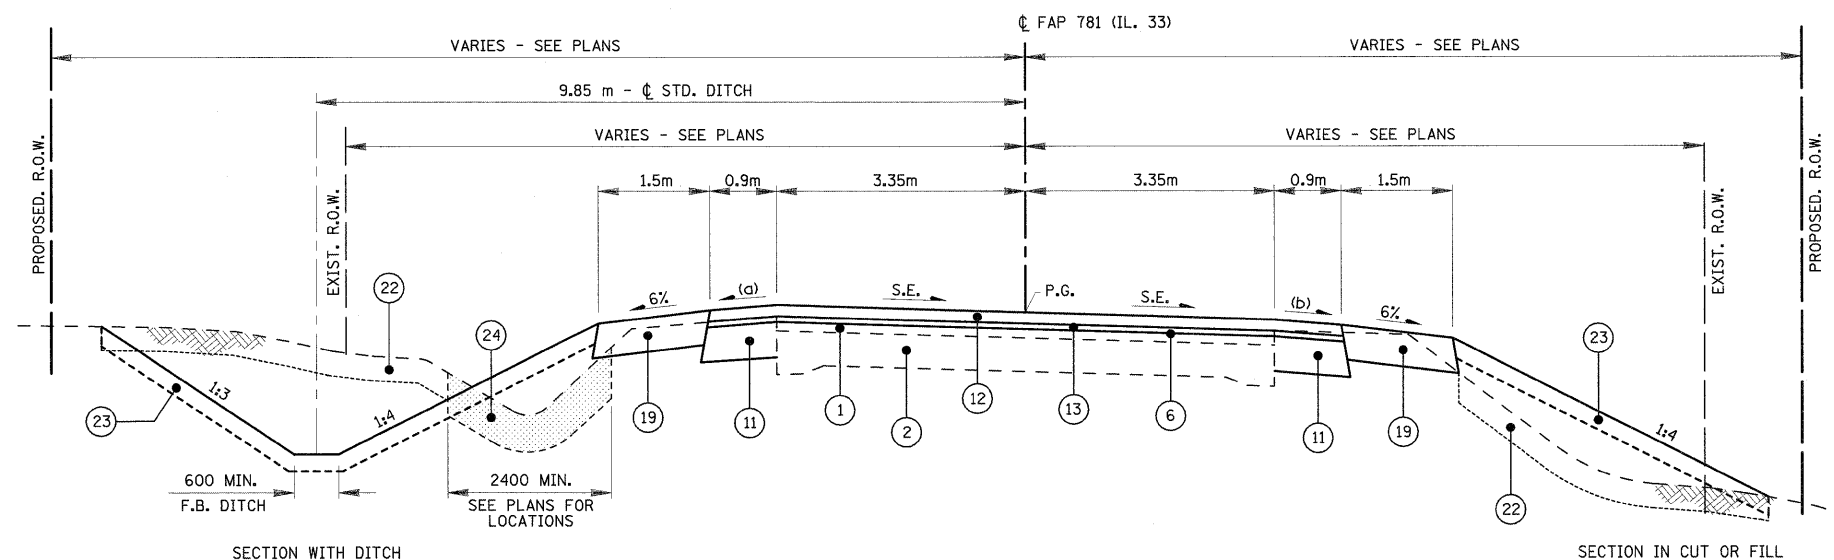 ℄ FAP 781 (IL. 33)
VARIES - SEE PLANS
VARIES - SEE PLANS
9.85 m - ℄ STD. DITCH
VARIES - SEE PLANS
VARIES - SEE PLANS
PROPOSED. R.O.W.
EXIST. R.O.W.
1.5m
0.9m
3.35m
3.35m
0.9m
1.5m
EXIST. R.O.W.
PROPOSED. R.O.W.
6%
(a)
S.E.
P.G.
S.E.
(b)
6%
22
24
23
1:3
1:4
23
19
11
1
2
12
13
6
11
19
1:4
22
600 MIN.
F.B. DITCH
2400 MIN.
SEE PLANS FOR
LOCATIONS
SECTION WITH DITCH
SECTION IN CUT OR FILL